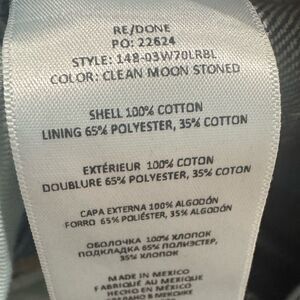 RE/DONE
PO: 22624
STYLE: 148-03W70LRBL
COLOR: CLEAN MOON STONED
SHELL 100% COTTON
LINING 65% POLYESTER, 35% COTTON
EXTÉRIEUR 100% COTON
DOUBLURE 65% POLYESTER, 35% COTON
CAPA EXTERNA 100% ALGODÓN
FORRO 65% POLIÉSTER, 35% ALGODÓN
ОБОЛОЧКА 100% ХЛОПОК
ПОДКЛАДКА 65% ПОЛИЭСТЕР,
35% ХЛОПОК
MADE IN MEXICO
FABRIQUÉ AU MEXIQUE
HECHO EN MÉXICO
СДЕЛАНО В МЕКСИКЕ